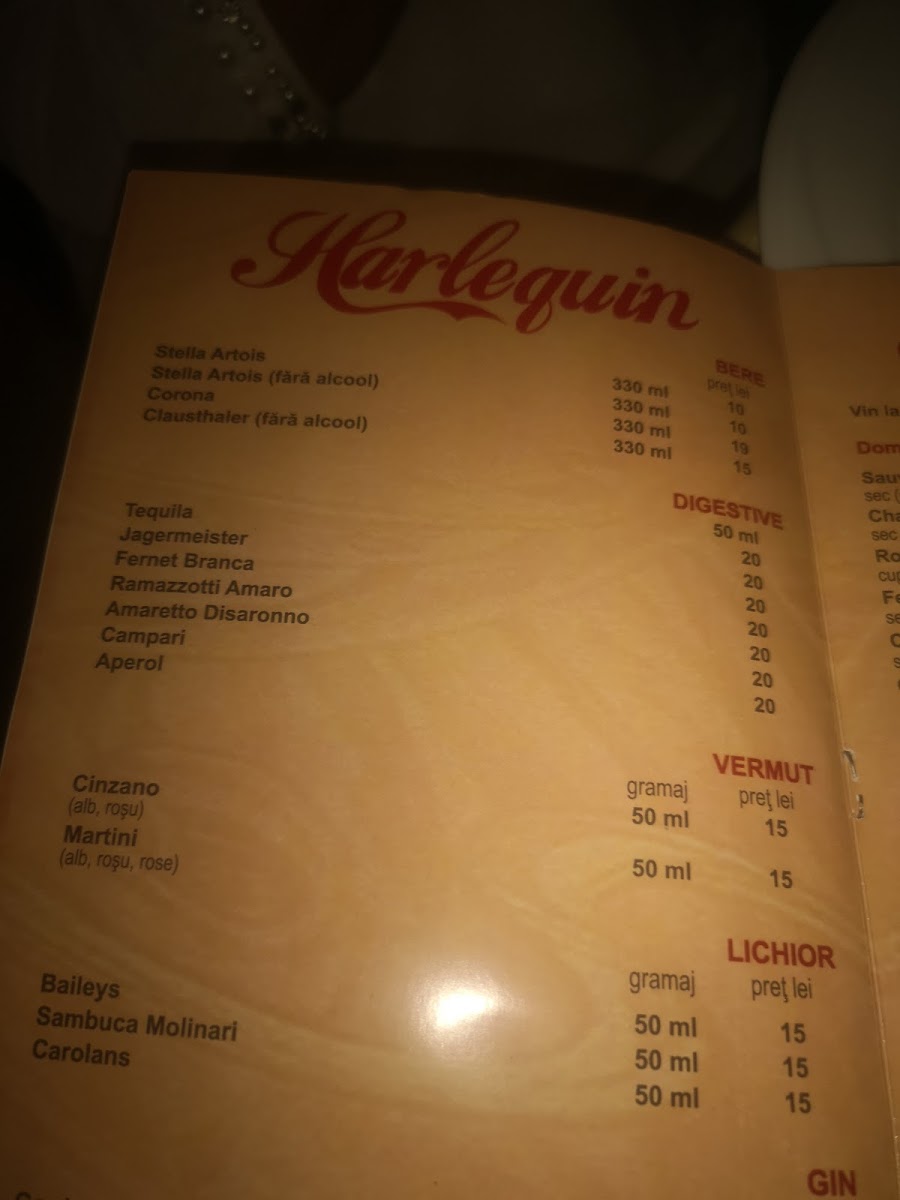 Harlequin
BERE
preţ lei
Stella Artois 330 ml 10
Stella Artois (fără alcool) 330 ml 10
Corona 330 ml 19
Clausthaler (fără alcool) 330 ml 15
DIGESTIVE
50 ml
Tequila 20
Jagermeister 20
Fernet Branca 20
Ramazzotti Amaro 20
Amaretto Disaronno 20
Campari 20
Aperol 20
VERMUT
gramaj preţ lei
Cinzano 50 ml 15
(alb, roşu)
Martini 50 ml 15
(alb, roşu, rose)
LICHIOR
gramaj preţ lei
Baileys 50 ml 15
Sambuca Molinari 50 ml 15
Carolans 50 ml 15
GIN
Vin
sec
sec